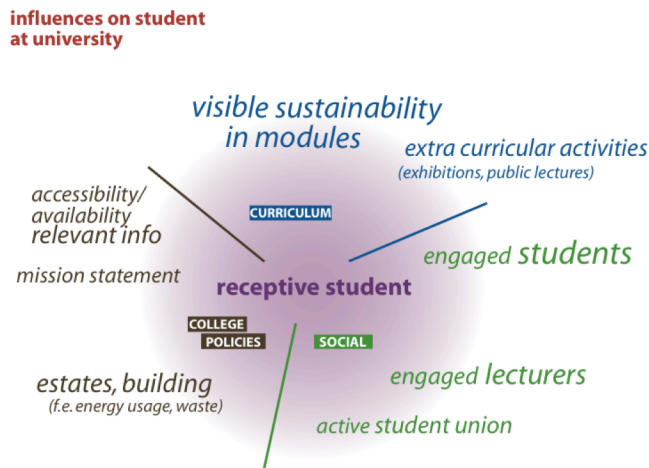 influences on student
at university
visible sustainability
in modules
extra curricular activities
(exhibitions, public lectures)
accessibility/
availability
relevant info
CURRICULUM
engaged students
mission statement
receptive student
COLLEGE
POLICIES
SOCIAL
estates, building
(f.e. energy usage, waste)
engaged lecturers
active student union